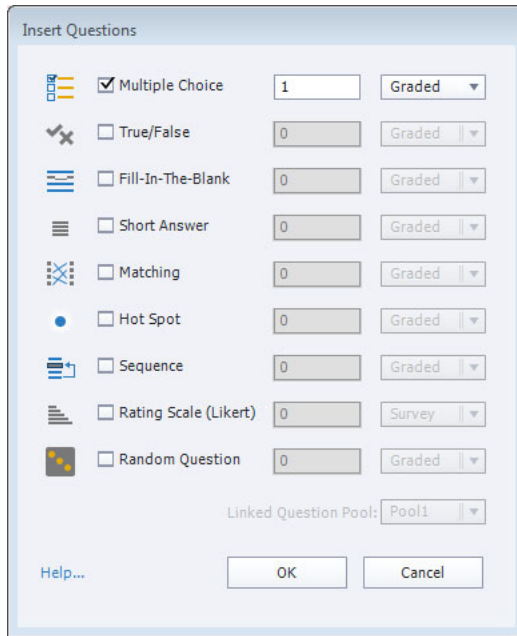 Insert Questions
Multiple Choice 1 Graded
True/False 0 Graded
Fill-In-The-Blank 0 Graded
Short Answer 0 Graded
Matching 0 Graded
Hot Spot 0 Graded
Sequence 0 Graded
Rating Scale (Likert) 0 Survey
Random Question 0 Graded
Linked Question Pool: Pool1
Help... OK Cancel